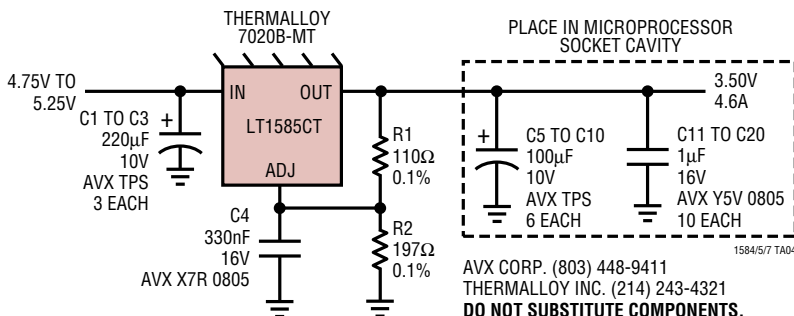 THERMALLOY
7020B-MT
PLACE IN MICROPROCESSOR
SOCKET CAVITY
4.75V TO
5.25V
IN
OUT
LT1585CT
ADJ
3.50V
4.6A
C1 TO C3
+
220µF
10V
AVX TPS
3 EACH
R1
110Ω
0.1%
+
C5 TO C10
100µF
10V
AVX TPS
6 EACH
C11 TO C20
1µF
16V
AVX Y5V 0805
10 EACH
C4
330nF
16V
AVX X7R 0805
R2
197Ω
0.1%
1584/5/7 TA04
AVX CORP. (803) 448-9411
THERMALLOY INC. (214) 243-4321
DO NOT SUBSTITUTE COMPONENTS.